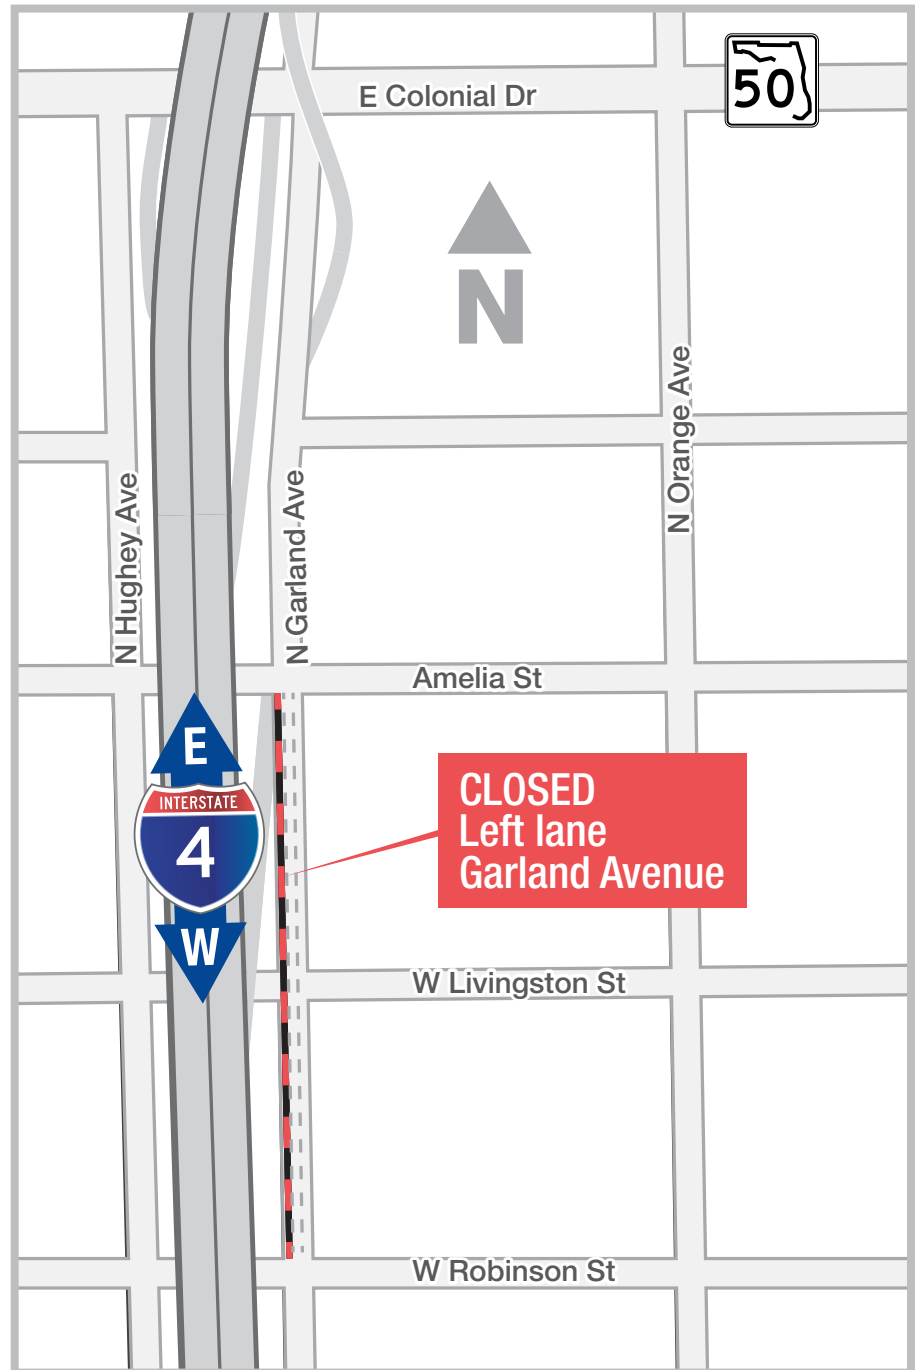 E Colonial Dr
50
N
N Hughey Ave
N Garland Ave
N Orange Ave
Amelia St
E
INTERSTATE
4
W
CLOSED
Left lane
Garland Avenue
W Livingston St
W Robinson St